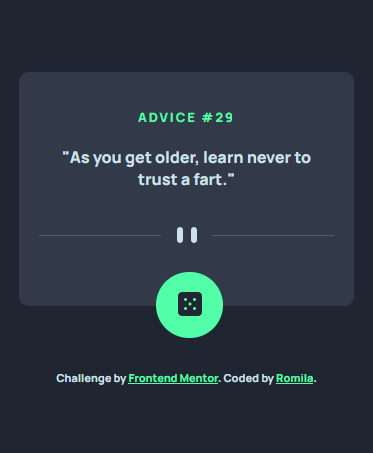 ADVICE #29
"As you get older, learn never to
trust a fart."
Challenge by Frontend Mentor. Coded by Romila.